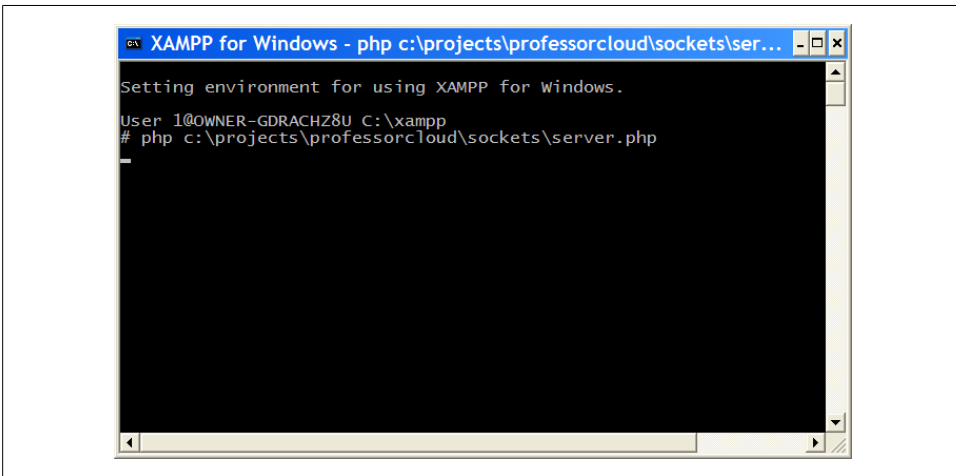 XAMPP for Windows - php c:\projects\professorcloud\sockets\ser...
Setting environment for using XAMPP for Windows.
User 1@OWNER-GDRACHZ8U C:\xampp
# php c:\projects\professorcloud\sockets\server.php